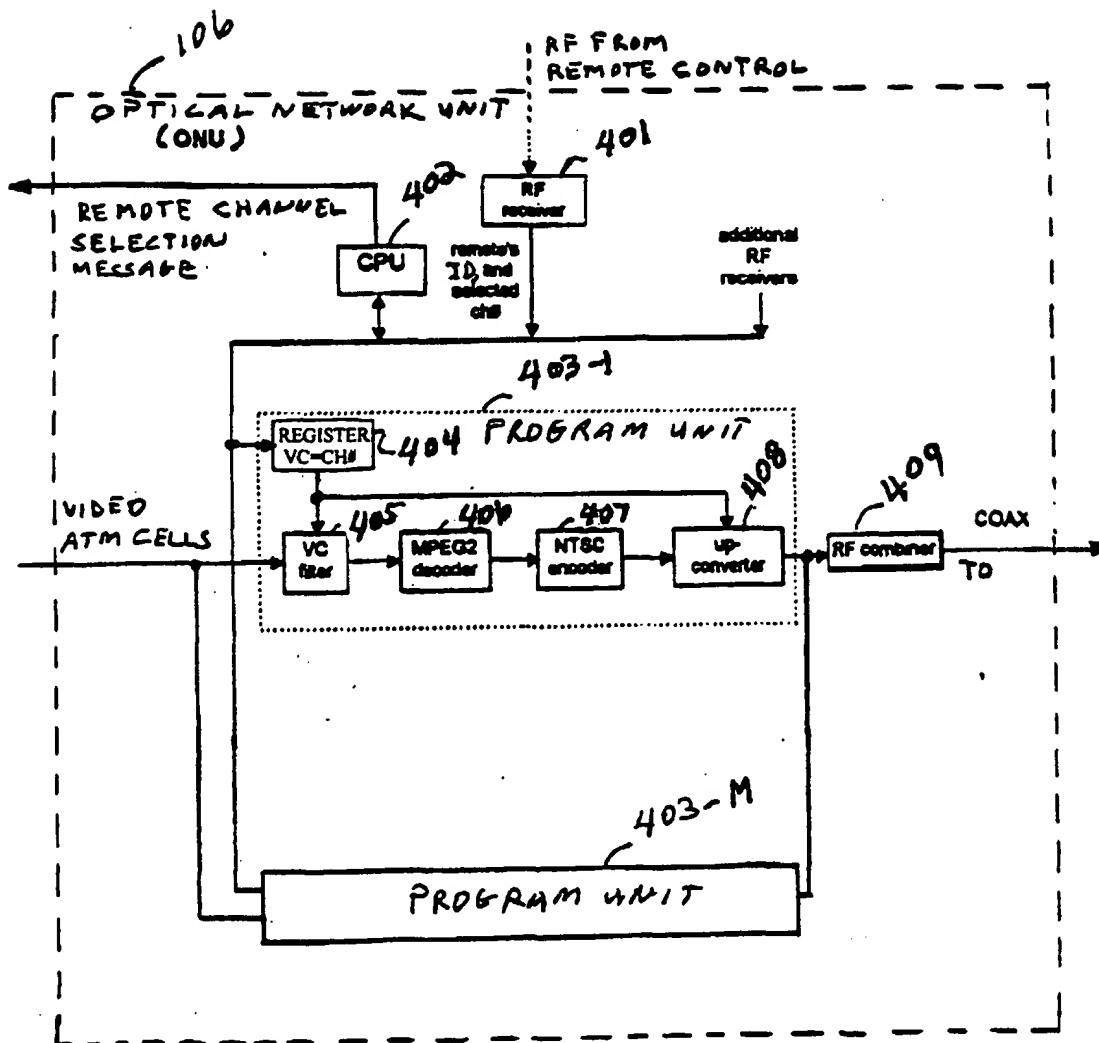 106
OPTICAL NETWORK UNIT
(ONU)
RF FROM
REMOTE CONTROL
401
RF
receiver
402
CPU
REMOTE CHANNEL
SELECTION
MESSAGE
remote's
ID, and
selected
ch#
additional
RF
receivers
403-1
REGISTER
VC=CH#
404
PROGRAM UNIT
408
409
VIDEO
ATM CELLS
405
VC
filter
406
MPEG2
decoder
407
NTSC
encoder
up-
converter
RF combiner
COAX
TO
403-M
PROGRAM UNIT